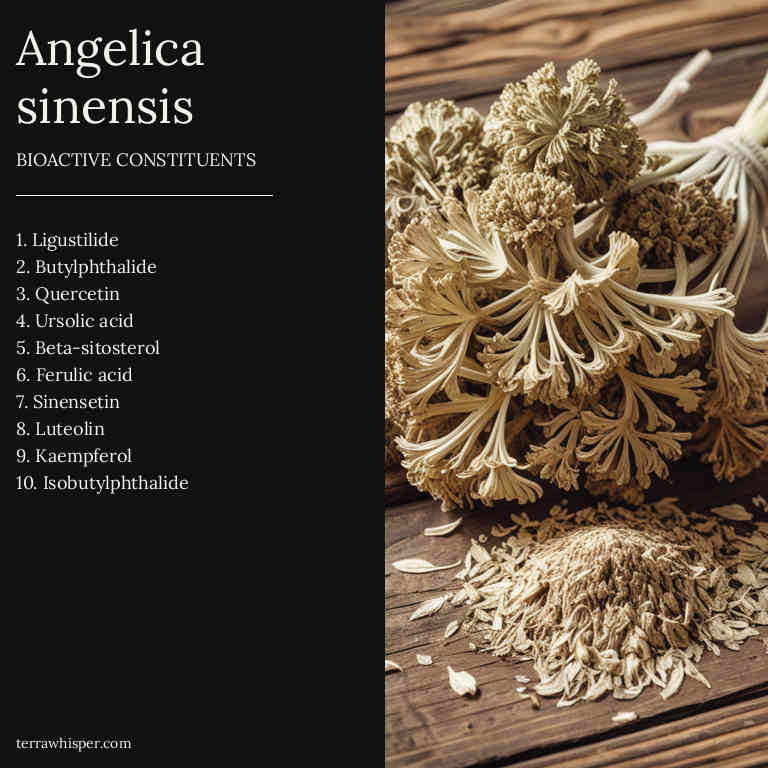 Angelica
sinensis
BIOACTIVE CONSTITUENTS
1. Ligustilide
2. Butylphthalide
3. Quercetin
4. Ursolic acid
5. Beta-sitosterol
6. Ferulic acid
7. Sinensetin
8. Luteolin
9. Kaempferol
10. Isobutylphthalide
terrawhisper.com